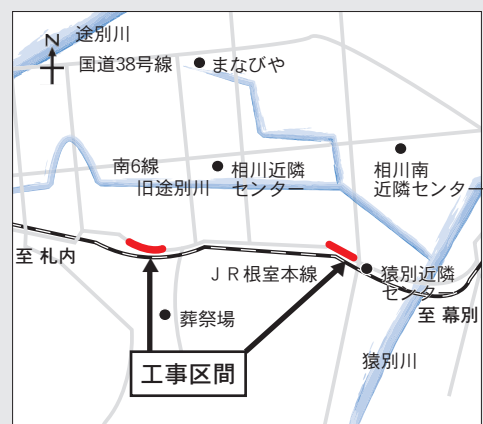 途別川
N
国道38号線
まなびや
南6線
相川近隣
センター
相川南
近隣センター
旧途別川
至 札内
JR根室本線
猿別近隣
センター
至 幕別
葬祭場
工事区間
猿別川